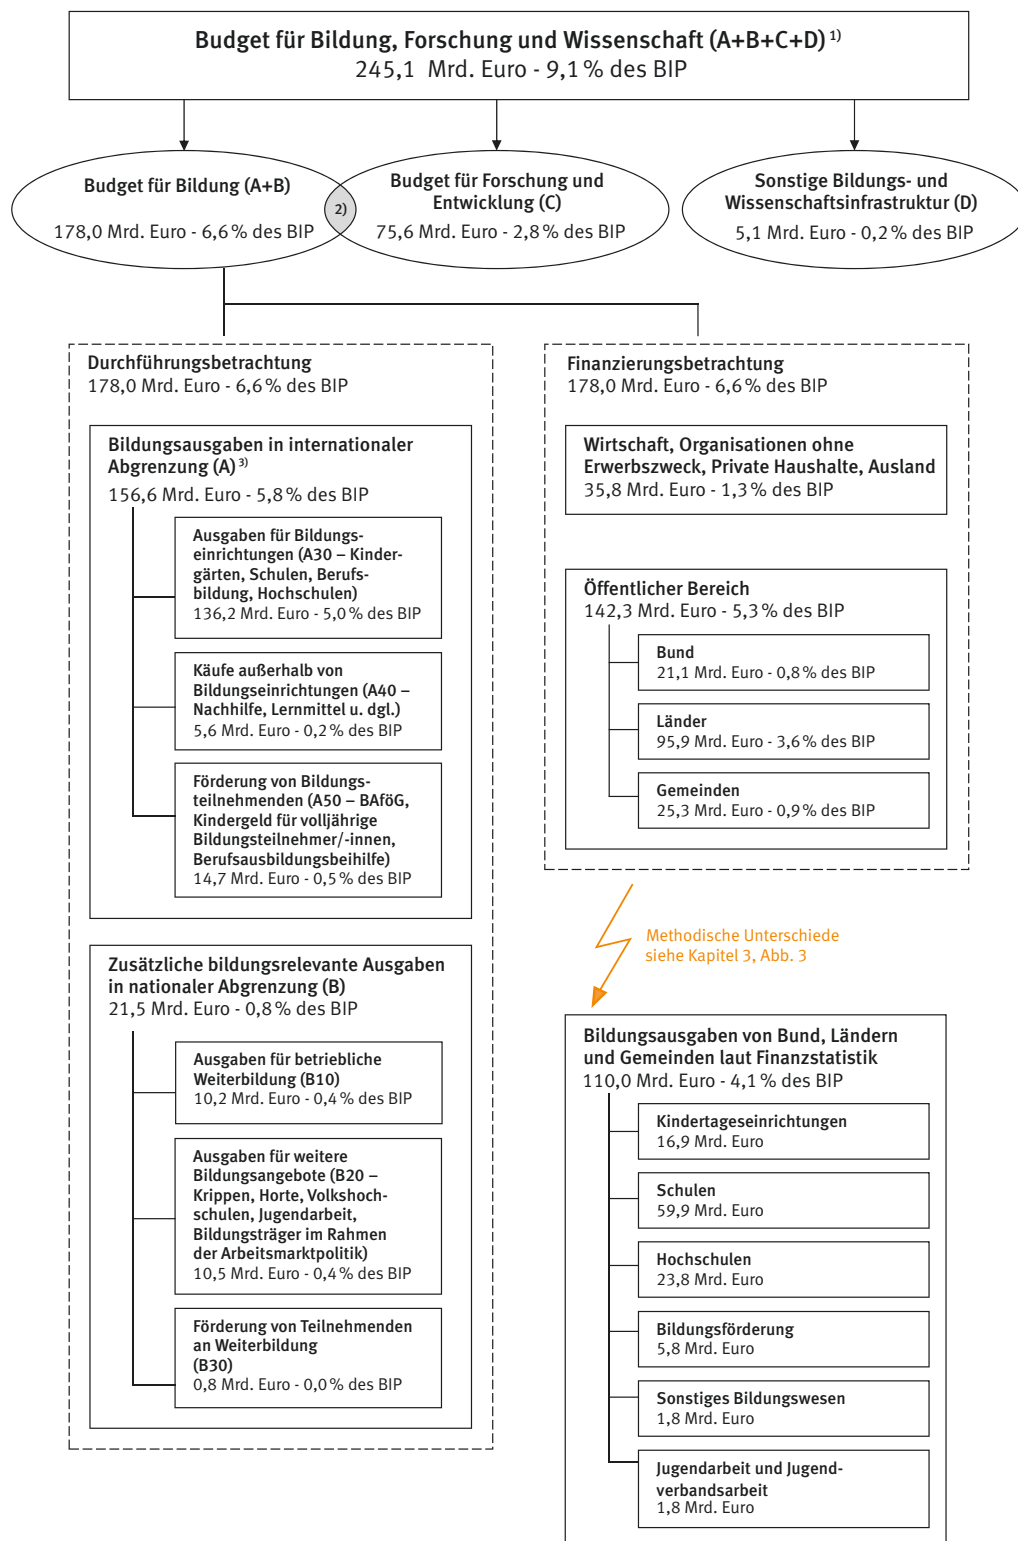 Budget für Bildung, Forschung und Wissenschaft (A+B+C+D) 1)
245,1 Mrd. Euro - 9,1 % des BIP
Budget für Bildung (A+B)
178,0 Mrd. Euro - 6,6 % des BIP
2)
Budget für Forschung und
Entwicklung (C)
75,6 Mrd. Euro - 2,8 % des BIP
Sonstige Bildungs- und
Wissenschaftsinfrastruktur (D)
5,1 Mrd. Euro - 0,2 % des BIP
Durchführungsbetrachtung
178,0 Mrd. Euro - 6,6 % des BIP
Bildungsausgaben in internationaler
Abgrenzung (A) 3)
156,6 Mrd. Euro - 5,8 % des BIP
Ausgaben für Bildungs-
einrichtungen (A30 – Kinder-
gärten, Schulen, Berufs-
bildung, Hochschulen)
136,2 Mrd. Euro - 5,0 % des BIP
Käufe außerhalb von
Bildungseinrichtungen (A40 –
Nachhilfe, Lernmittel u. dgl.)
5,6 Mrd. Euro - 0,2 % des BIP
Förderung von Bildungs-
teilnehmenden (A50 – BAföG,
Kindergeld für volljährige
Bildungsteilnehmer/-innen,
Berufsausbildungsbeihilfe)
14,7 Mrd. Euro - 0,5 % des BIP
Zusätzliche bildungsrelevante Ausgaben
in nationaler Abgrenzung (B)
21,5 Mrd. Euro - 0,8 % des BIP
Ausgaben für betriebliche
Weiterbildung (B10)
10,2 Mrd. Euro - 0,4 % des BIP
Ausgaben für weitere
Bildungsangebote (B20 –
Krippen, Horte, Volkshoch-
schulen, Jugendarbeit,
Bildungsträger im Rahmen
der Arbeitsmarktpolitik)
10,5 Mrd. Euro - 0,4 % des BIP
Förderung von Teilnehmenden
an Weiterbildung
(B30)
0,8 Mrd. Euro - 0,0 % des BIP
Finanzierungsbetrachtung
178,0 Mrd. Euro - 6,6 % des BIP
Wirtschaft, Organisationen ohne
Erwerbszweck, Private Haushalte, Ausland
35,8 Mrd. Euro - 1,3 % des BIP
Öffentlicher Bereich
142,3 Mrd. Euro - 5,3 % des BIP
Bund
21,1 Mrd. Euro - 0,8 % des BIP
Länder
95,9 Mrd. Euro - 3,6 % des BIP
Gemeinden
25,3 Mrd. Euro - 0,9 % des BIP
Methodische Unterschiede
siehe Kapitel 3, Abb. 3
Bildungsausgaben von Bund, Ländern
und Gemeinden laut Finanzstatistik
110,0 Mrd. Euro - 4,1 % des BIP
Kindertageseinrichtungen
16,9 Mrd. Euro
Schulen
59,9 Mrd. Euro
Hochschulen
23,8 Mrd. Euro
Bildungsförderung
5,8 Mrd. Euro
Sonstiges Bildungswesen
1,8 Mrd. Euro
Jugendarbeit und Jugend-
verbandsarbeit
1,8 Mrd. Euro